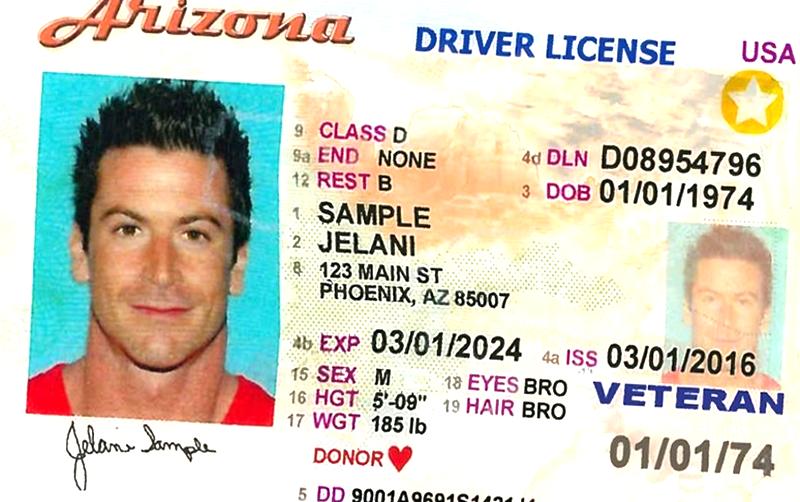 Arizona DRIVER LICENSE USA
9 CLASS D
9a END NONE 4d DLN D08954796
12 REST B 3 DOB 01/01/1974
1 SAMPLE
2 JELANI
8 123 MAIN ST
PHOENIX, AZ 85007
4b EXP 03/01/2024 4a ISS 03/01/2016
15 SEX M 18 EYES BRO VETERAN
16 HGT 5'-09" 19 HAIR BRO
17 WGT 185 lb
Jelani Sample
DONOR 01/01/74
5 DD